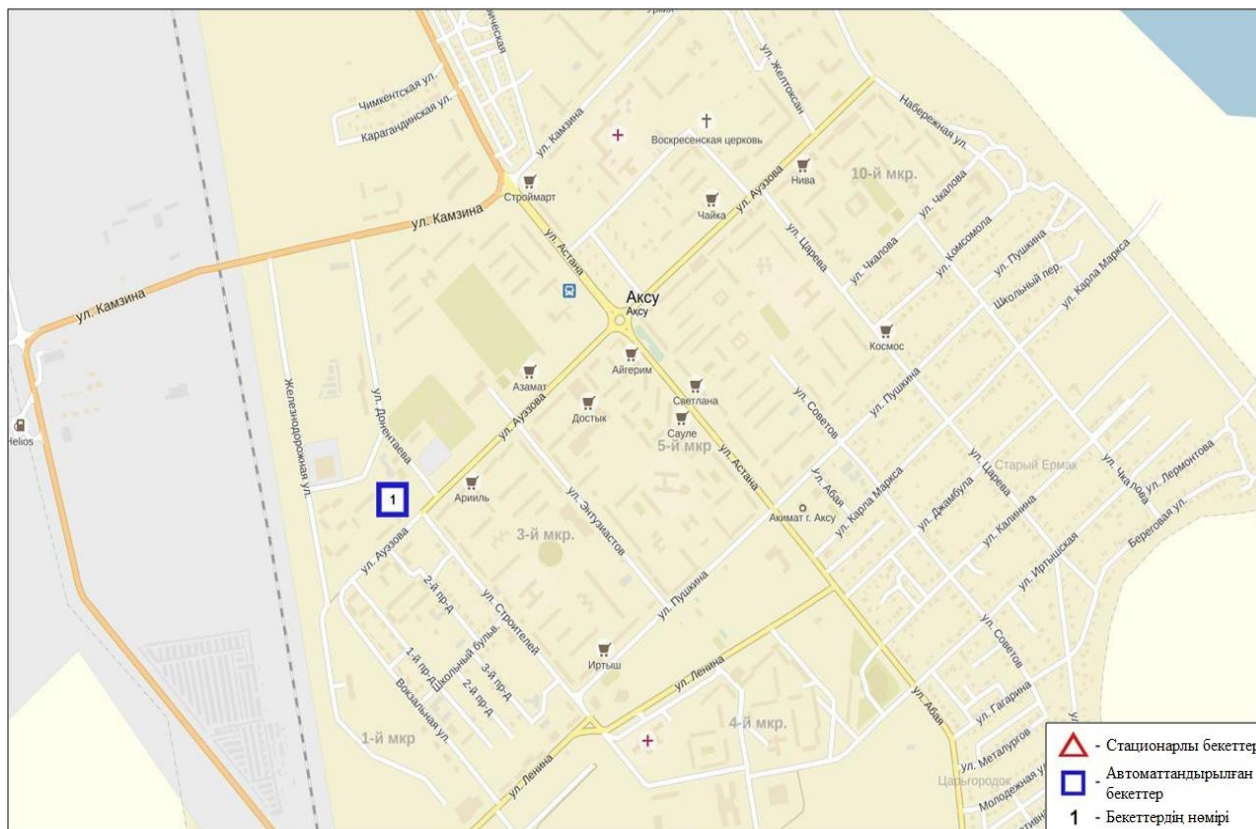 Чимкентская ул.
Карагандинская ул.
ул. Камзина
ул. Желтоксан
Воскресенская церковь
Набережная ул.
Строймарт
Нива
10-й мкр.
ул. Ауэзова
Чайка
ул. Чкалова
ул. Камзина
ул. Астана
ул. Царева
ул. Чкалова
ул. Комсомола
ул. Пушкина
Школьный пер.
ул. Карла Маркса
ул. Камзина
Аксу
Ақсу
Космос
Айгерим
Азамат
Светлана
Достык
Сауле
5-й мкр
ул. Советов
ул. Пушкина
Helios
Железнодорожная ул.
ул. Донентаева
ул. Ауэзова
ул. Астана
Старый Ермак
ул. Царева
ул. Чкалова
ул. Лермонтова
Арииль
1
ул. Энтузиастов
ул. Абая
ул. Карла Маркса
ул. Джамбула
ул. Калинина
Акимат г. Аксу
Береговая ул.
3-й мкр.
ул. Ауэзова
2-й пр-д
ул. Строителей
ул. Пушкина
ул. Иртышская
Школьный бульв.
1-й пр-д
3-й пр-д
2-й пр-д
Иртыш
ул. Советов
ул. Ленина
Вокзальная ул.
1-й мкр
4-й мкр.
ул. Абая
ул. Гагарина
ул. Металургов
Царьгородок
Молодежная ул.
ул. Ленина
- Стационарлы бекеттер
- Автоматтандырылған
бекеттер
1 - Бекеттердің нөмірі